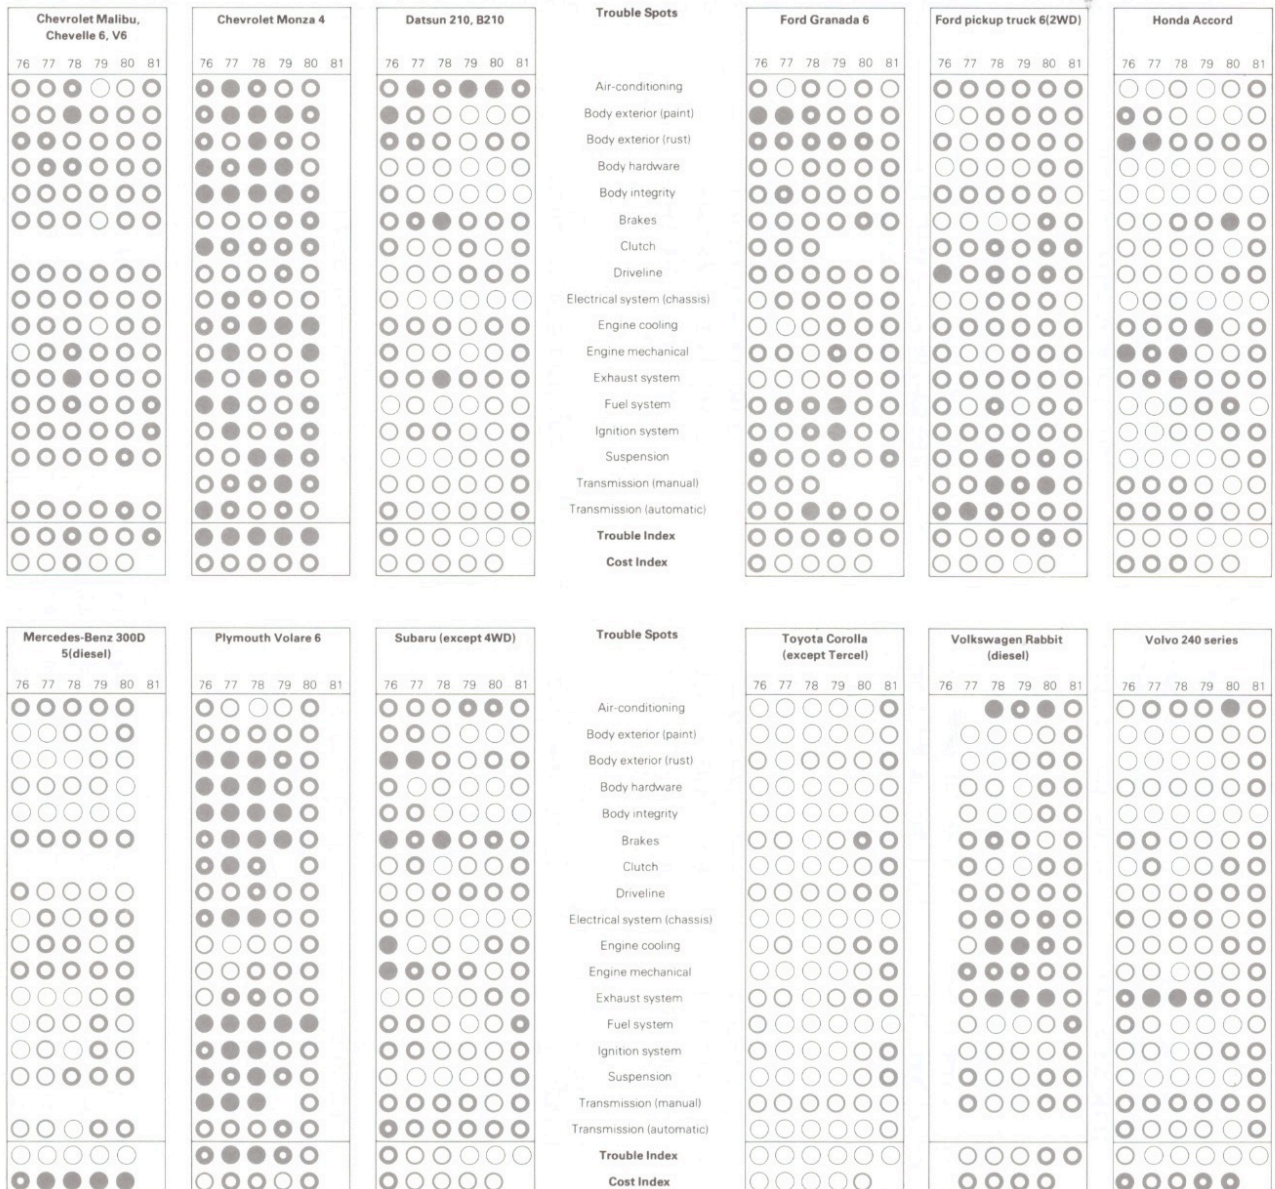 Chevrolet Malibu,
Chevelle 6, V6
76 77 78 79 80 81
Chevrolet Monza 4
76 77 78 79 80 81
Datsun 210, B210
76 77 78 79 80 81
Trouble Spots
Air-conditioning
Body exterior (paint)
Body exterior (rust)
Body hardware
Body integrity
Brakes
Clutch
Driveline
Electrical system (chassis)
Engine cooling
Engine mechanical
Exhaust system
Fuel system
Ignition system
Suspension
Transmission (manual)
Transmission (automatic)
Trouble Index
Cost Index
Ford Granada 6
76 77 78 79 80 81
Ford pickup truck 6(2WD)
76 77 78 79 80 81
Honda Accord
76 77 78 79 80 81
Mercedes-Benz 300D
5(diesel)
76 77 78 79 80 81
Plymouth Volare 6
76 77 78 79 80 81
Subaru (except 4WD)
76 77 78 79 80 81
Trouble Spots
Air-conditioning
Body exterior (paint)
Body exterior (rust)
Body hardware
Body integrity
Brakes
Clutch
Driveline
Electrical system (chassis)
Engine cooling
Engine mechanical
Exhaust system
Fuel system
Ignition system
Suspension
Transmission (manual)
Transmission (automatic)
Trouble Index
Cost Index
Toyota Corolla
(except Tercel)
76 77 78 79 80 81
Volkswagen Rabbit
(diesel)
76 77 78 79 80 81
Volvo 240 series
76 77 78 79 80 81